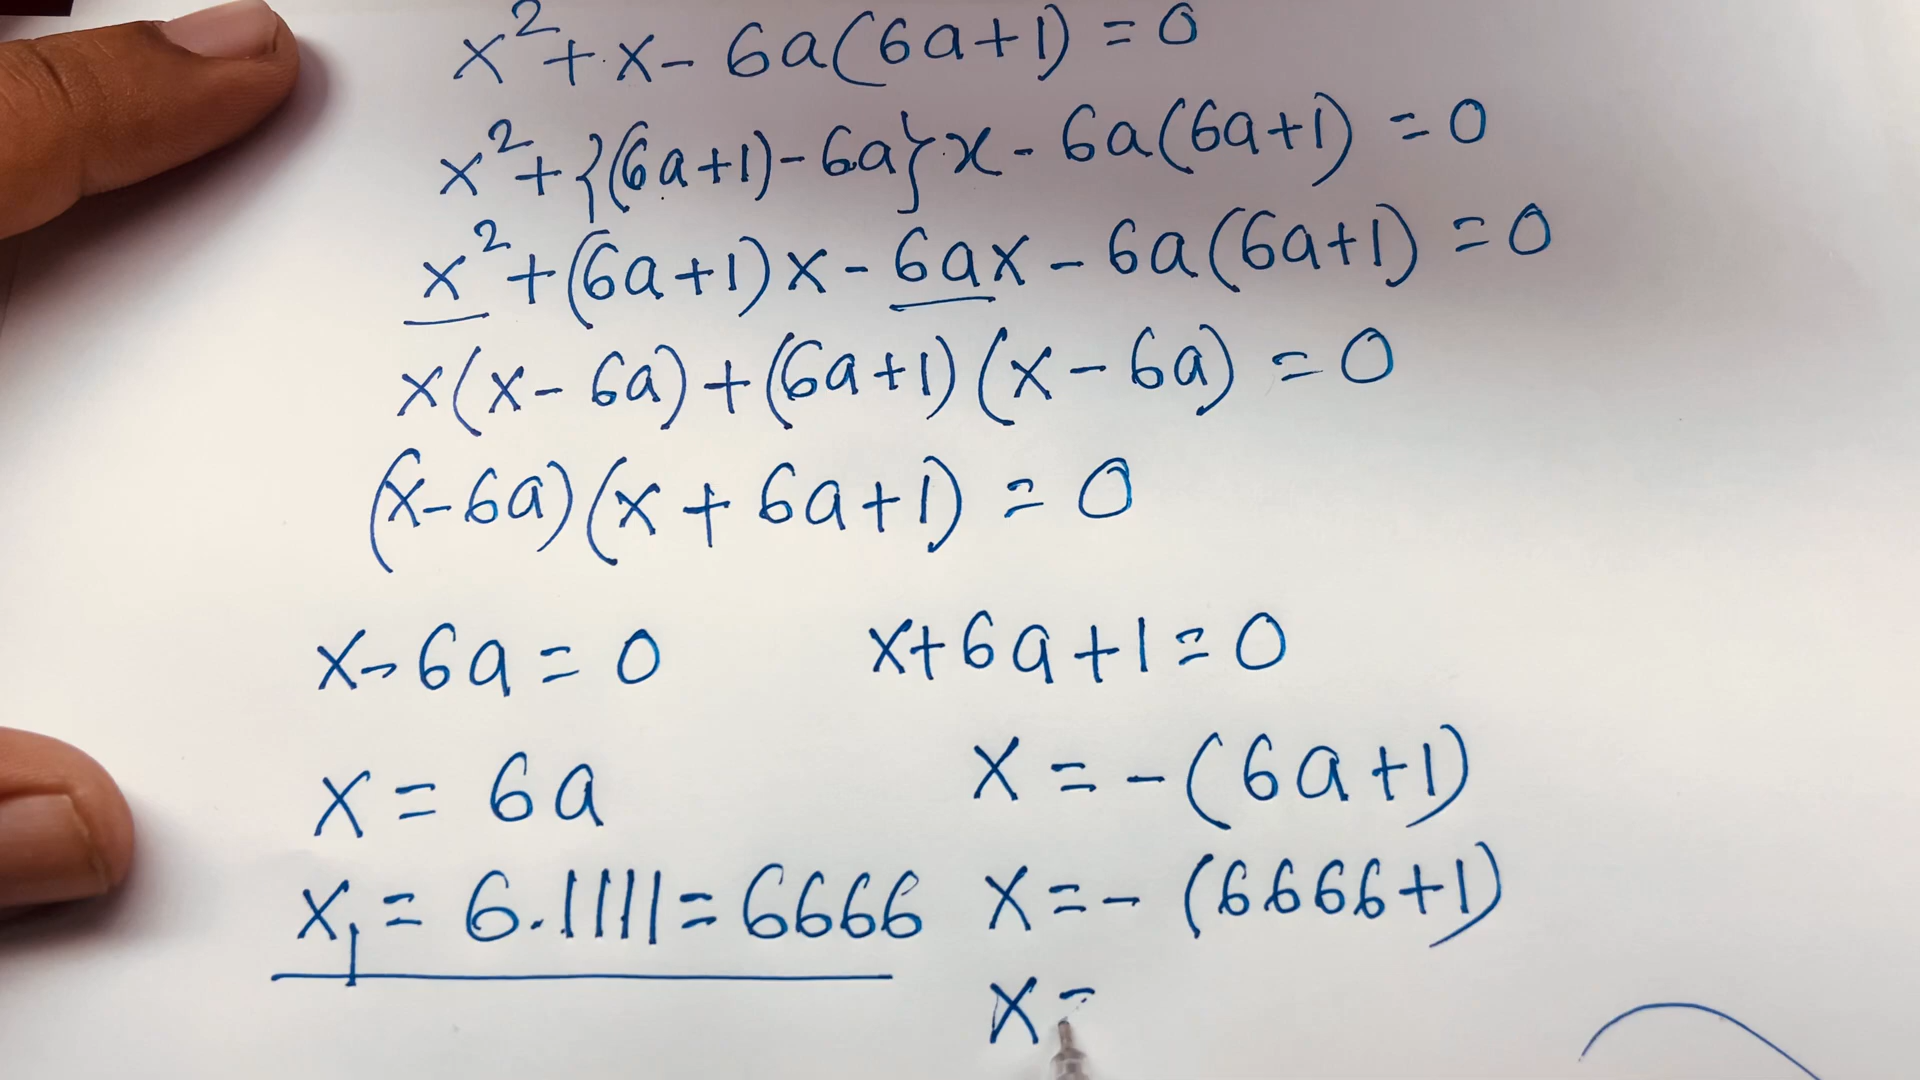 x²+x-6a(6a+1)=0
x²+{(6a+1)-6a}x-6a(6a+1)=0
x²+(6a+1)x-6ax-6a(6a+1)=0
x(x-6a)+(6a+1)(x-6a)=0
(x-6a)(x+6a+1)=0
x-6a=0 x+6a+1=0
x=6a x=-(6a+1)
x₁=6.1111=6666 x=-(6666+1)
x=